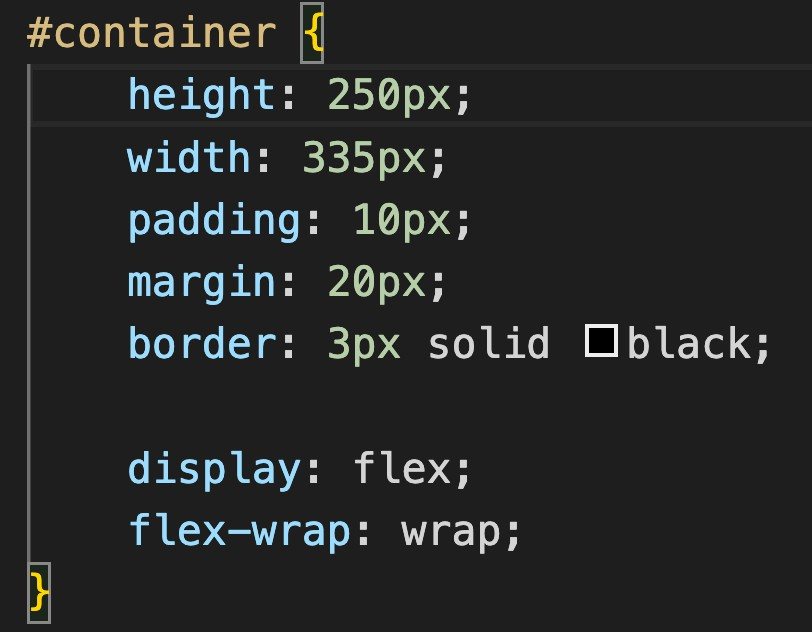 #container {
height: 250px;
width: 335px;
padding: 10px;
margin: 20px;
border: 3px solid black;
display: flex;
flex-wrap: wrap;
}